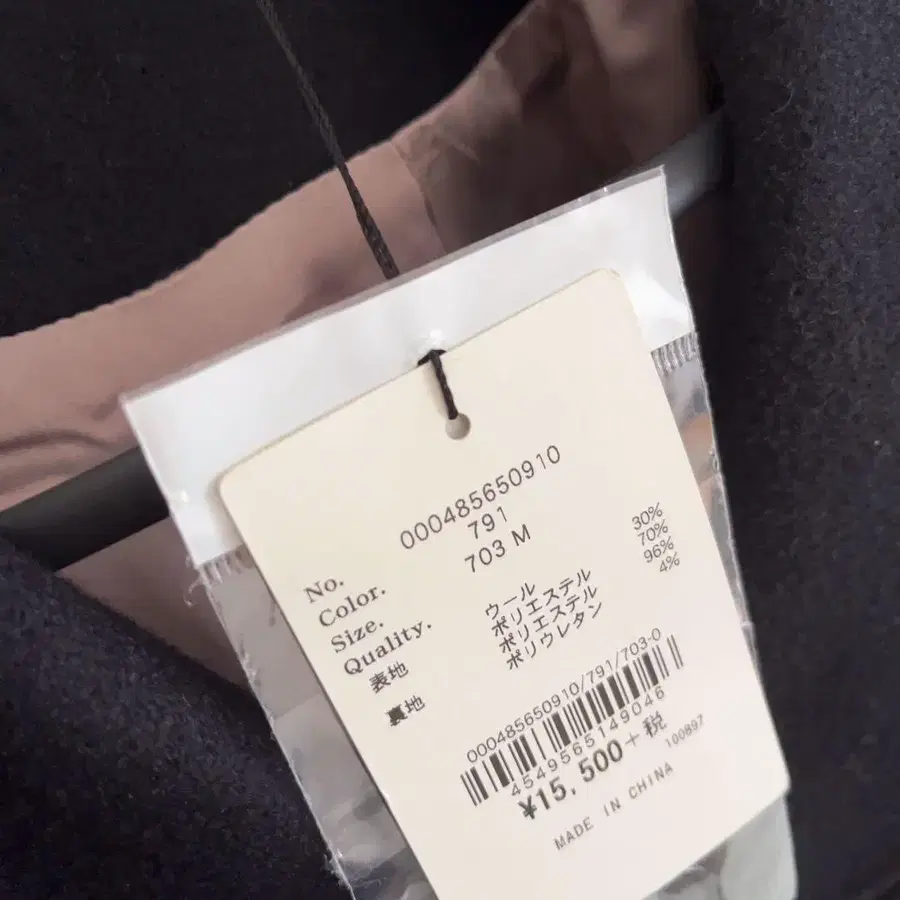 No. 000485650910
Color. 791
Size. 703 M
Quality.
表地 ウール 30%
ポリエステル 70%
裏地 ポリエステル 96%
ポリウレタン 4%
000485650910/791/703-0
4549565149046
¥15,500+税
100897
MADE IN CHINA